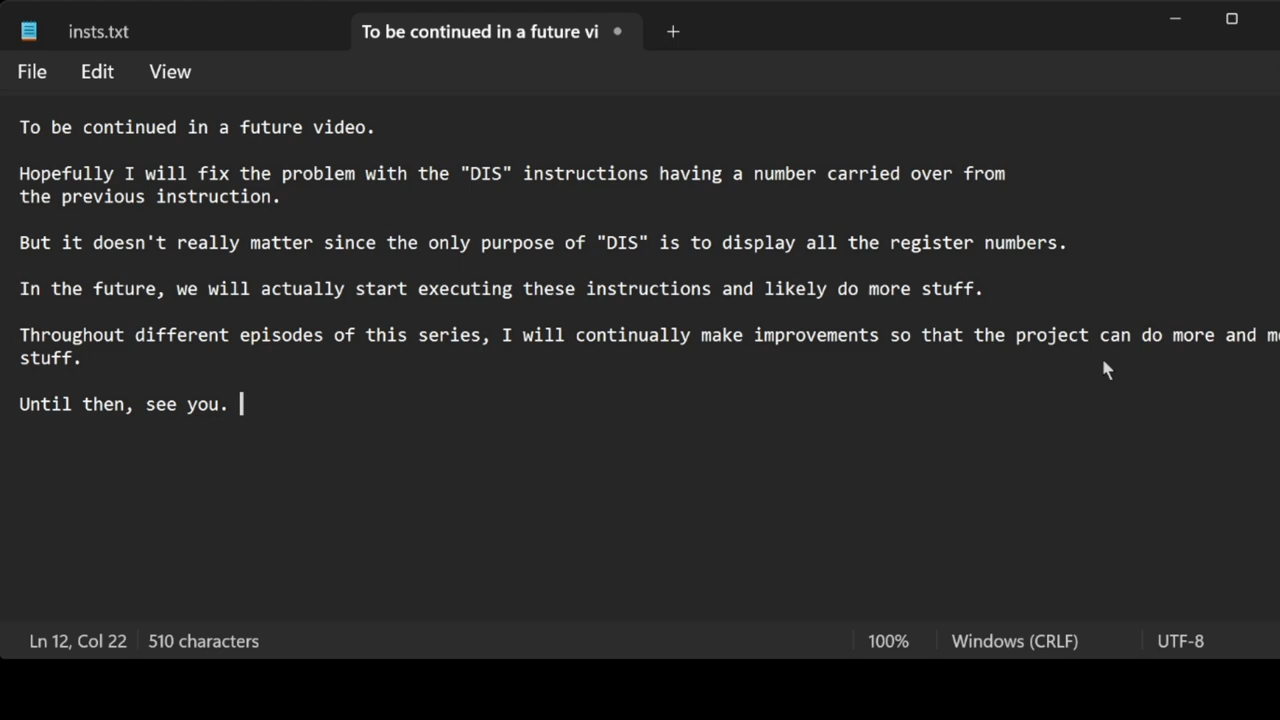 insts.txt
To be continued in a future vi
File Edit View
To be continued in a future video.
Hopefully I will fix the problem with the "DIS" instructions having a number carried over from
the previous instruction.
But it doesn't really matter since the only purpose of "DIS" is to display all the register numbers.
In the future, we will actually start executing these instructions and likely do more stuff.
Throughout different episodes of this series, I will continually make improvements so that the project can do more and
stuff.
Until then, see you.
Ln 12, Col 22 510 characters 100% Windows (CRLF) UTF-8